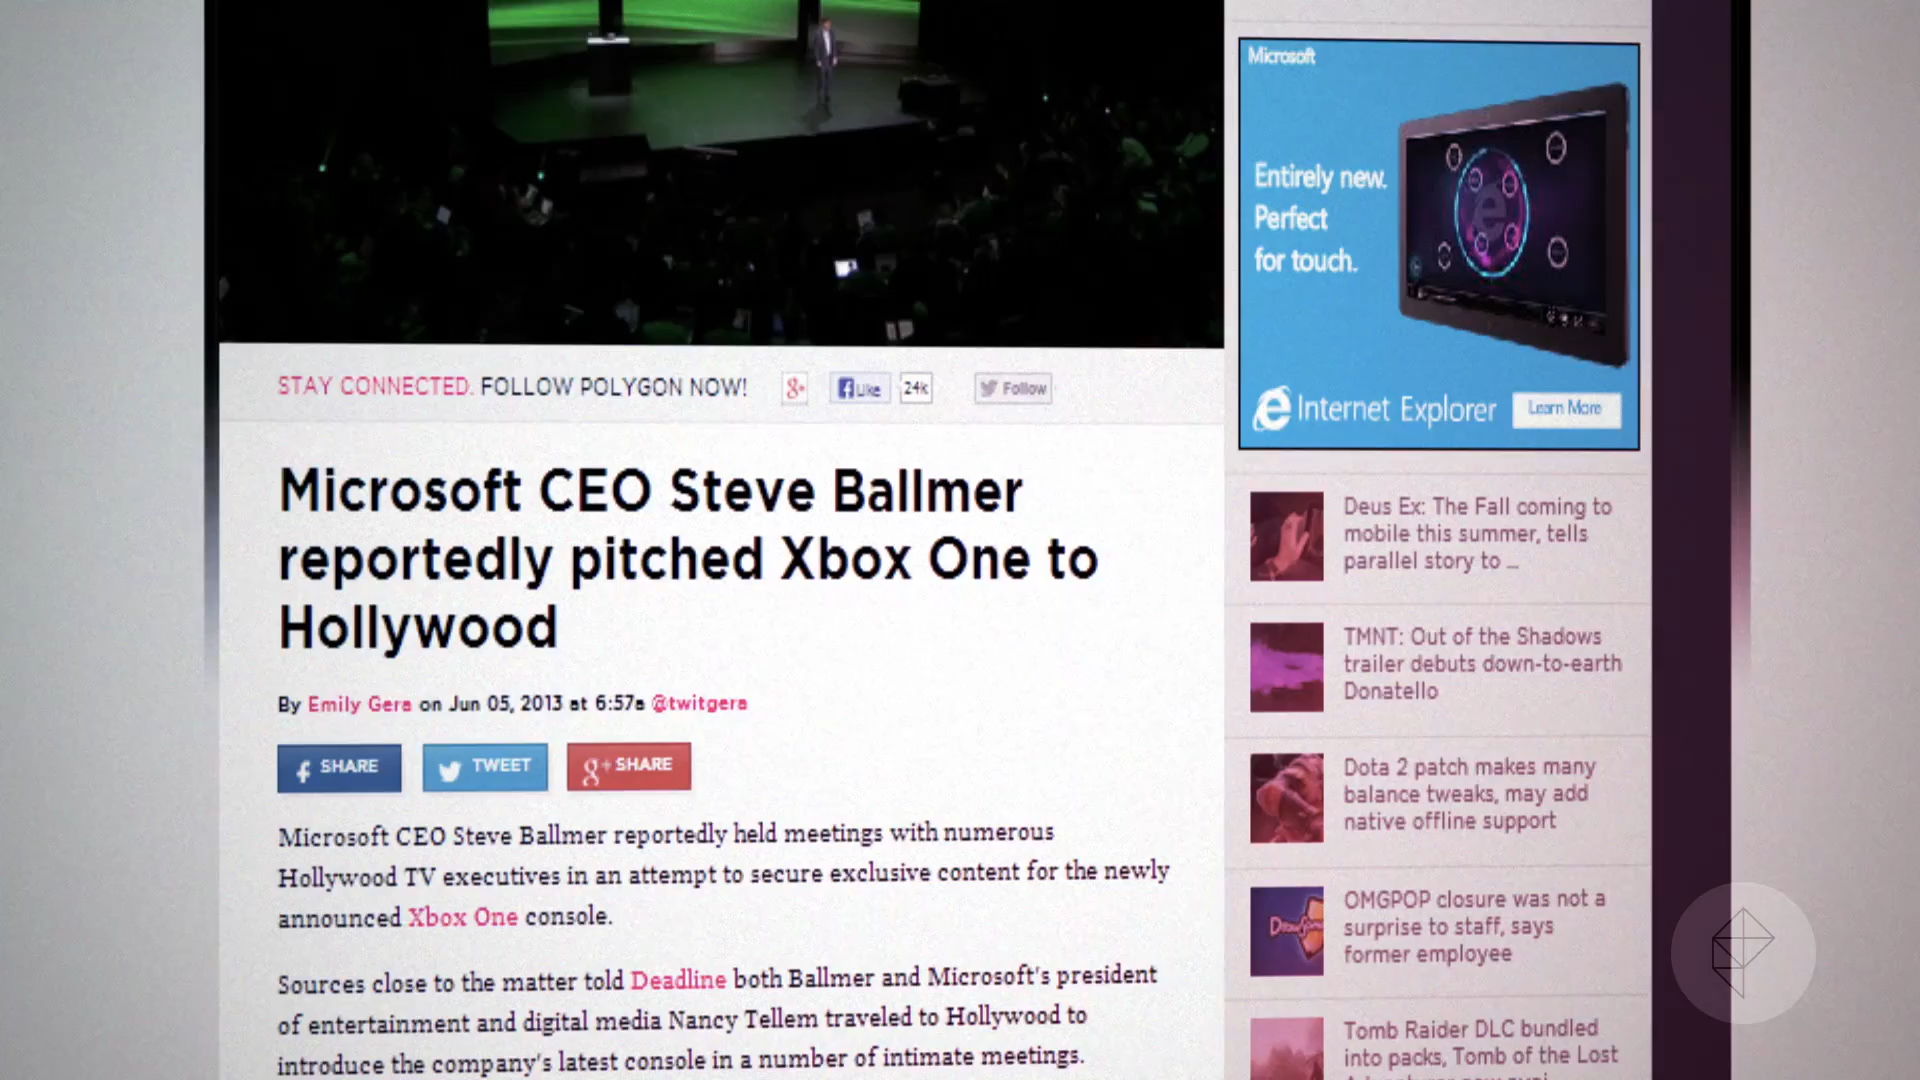 STAY CONNECTED. FOLLOW POLYGON NOW!
g+
Like
24k
Follow
Microsoft CEO Steve Ballmer
reportedly pitched Xbox One to
Hollywood
By Emily Gera on Jun 05, 2013 at 6:57a @twitgera
SHARE
TWEET
g+ SHARE
Microsoft CEO Steve Ballmer reportedly held meetings with numerous
Hollywood TV executives in an attempt to secure exclusive content for the newly
announced Xbox One console.
Sources close to the matter told Deadline both Ballmer and Microsoft's president
of entertainment and digital media Nancy Tellem traveled to Hollywood to
introduce the company's latest console in a number of intimate meetings.
Microsoft
Entirely new.
Perfect
for touch.
Internet Explorer
Learn More
Deus Ex: The Fall coming to
mobile this summer, tells
parallel story to ...
TMNT: Out of the Shadows
trailer debuts down-to-earth
Donatello
Dota 2 patch makes many
balance tweaks, may add
native offline support
OMGPOP closure was not a
surprise to staff, says
former employee
Tomb Raider DLC bundled
into packs, Tomb of the Lost